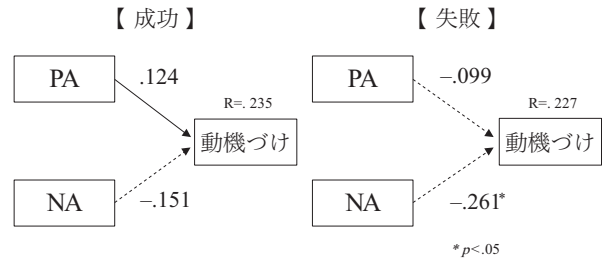 【 成功 】
PA
.124
R=. 235
動機づけ
NA
–.151
【 失敗 】
PA
–.099
R=. 227
動機づけ
NA
–.261*
* p<.05